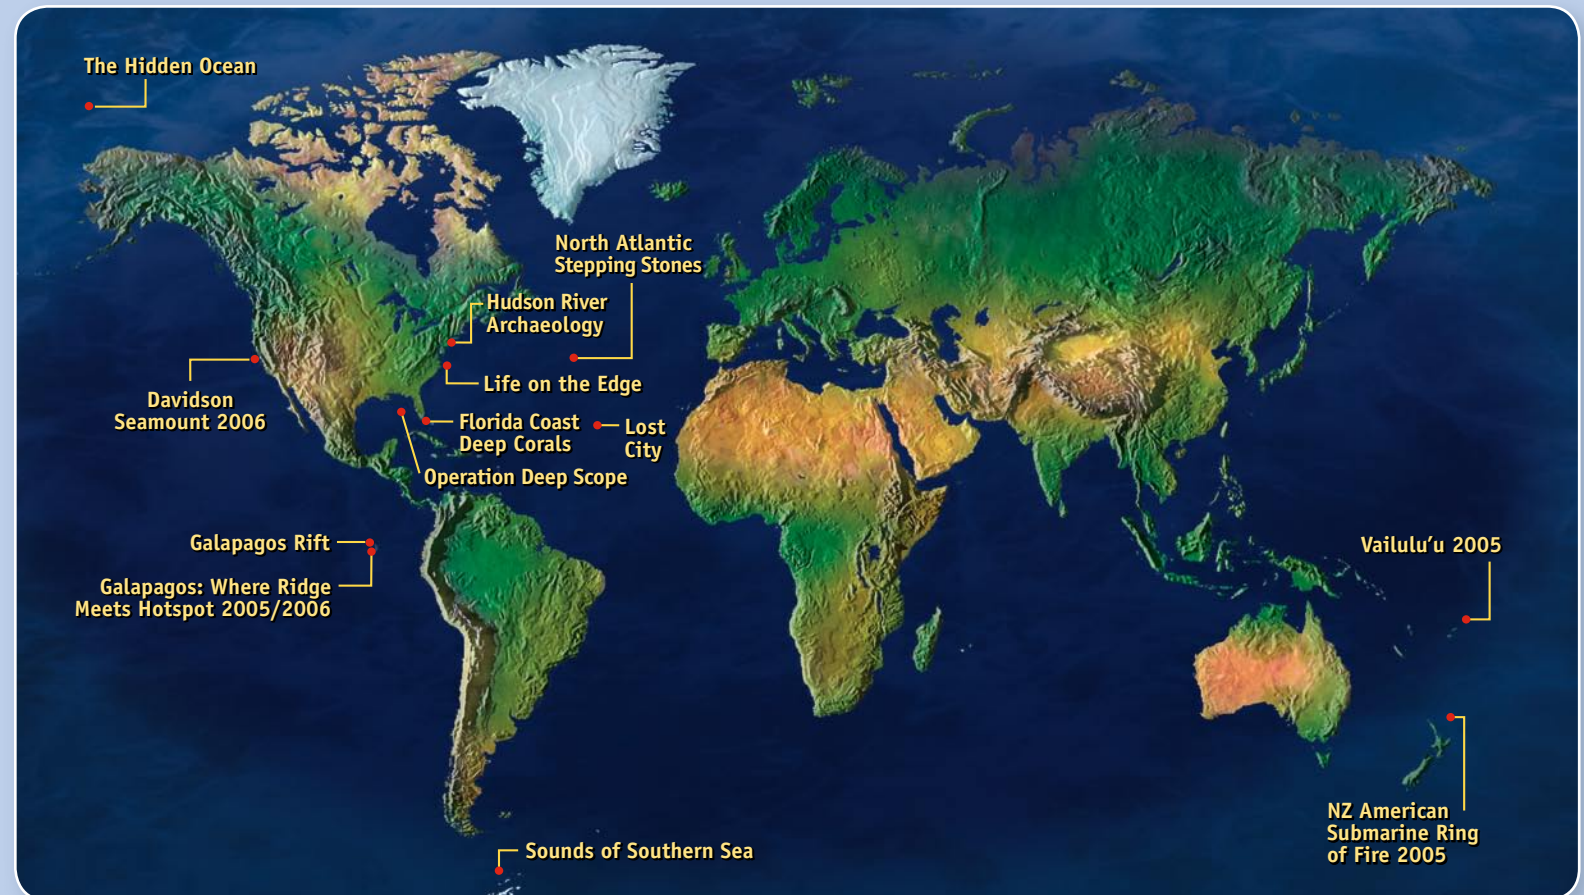 The Hidden Ocean
North Atlantic
Stepping Stones
Hudson River
Archaeology
Life on the Edge
Davidson
Seamount 2006
Florida Coast
Deep Corals
Lost
City
Operation Deep Scope
Galapagos Rift
Vailulu’u 2005
Galapagos: Where Ridge
Meets Hotspot 2005/2006
NZ American
Submarine Ring
of Fire 2005
Sounds of Southern Sea